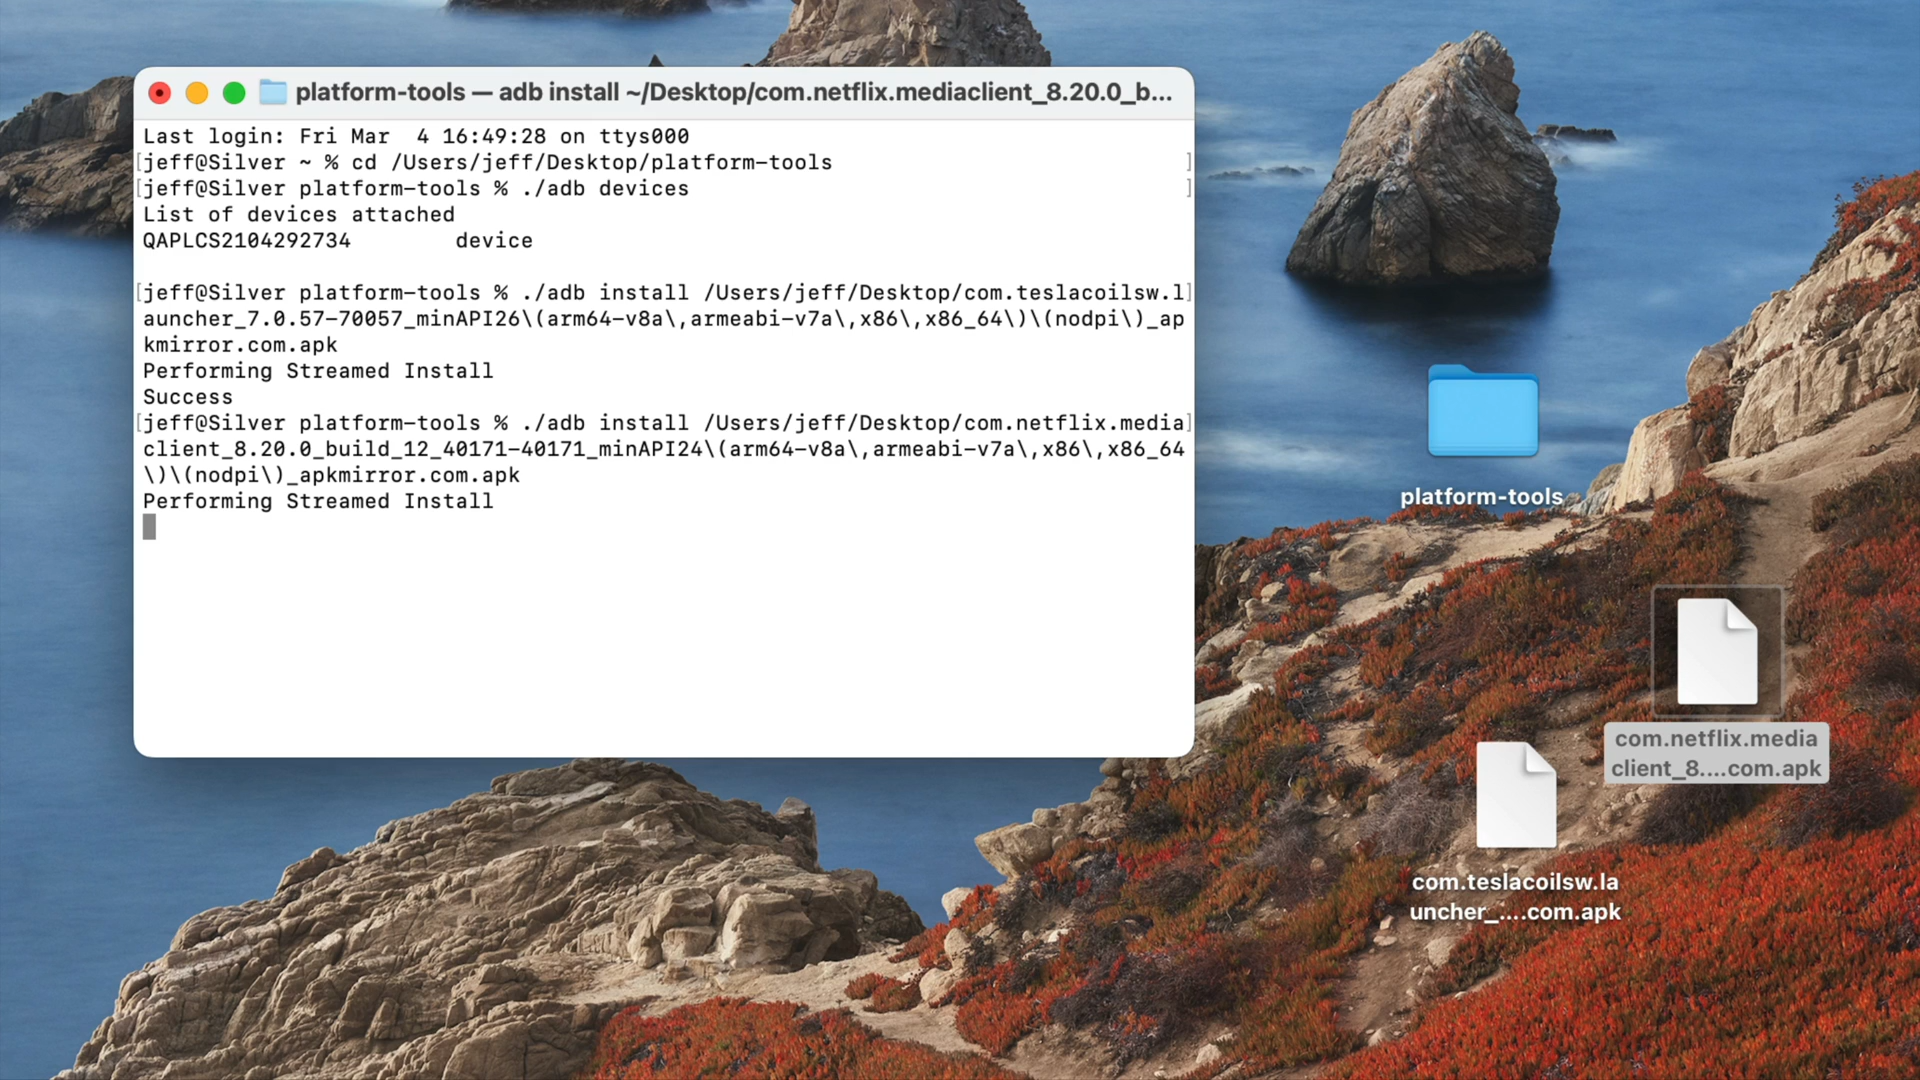 platform-tools — adb install ~/Desktop/com.netflix.mediaclient_8.20.0_b...
Last login: Fri Mar  4 16:49:28 on ttys000
[jeff@Silver ~ % cd /Users/jeff/Desktop/platform-tools ]
[jeff@Silver platform-tools % ./adb devices ]
List of devices attached
QAPLCS2104292734        device
[jeff@Silver platform-tools % ./adb install /Users/jeff/Desktop/com.teslacoilsw.l]
auncher_7.0.57-70057_minAPI26\(arm64-v8a\,armeabi-v7a\,x86\,x86_64\)\(nodpi\)_ap
kmirror.com.apk
Performing Streamed Install
Success
[jeff@Silver platform-tools % ./adb install /Users/jeff/Desktop/com.netflix.media]
client_8.20.0_build_12_40171-40171_minAPI24\(arm64-v8a\,armeabi-v7a\,x86\,x86_64
\)\(nodpi\)_apkmirror.com.apk
Performing Streamed Install
platform-tools
com.netflix.media
client_8....com.apk
com.teslacoilsw.la
uncher_....com.apk